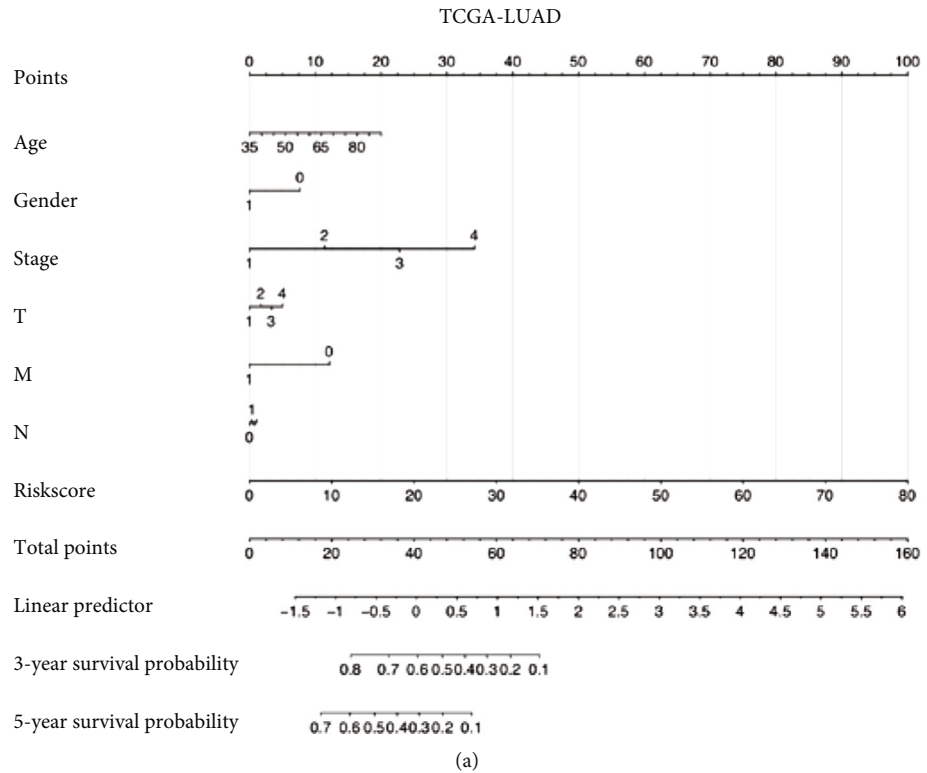 TCGA-LUAD
Points
0 10 20 30 40 50 60 70 80 90 100
Age
35 50 65 80
Gender
0
1
Stage
2 4
1 3
T
2 4
1 3
M
0
1
N
1
0
Riskscore
0 10 20 30 40 50 60 70 80
Total points
0 20 40 60 80 100 120 140 160
Linear predictor
−1.5 −1 −0.5 0 0.5 1 1.5 2 2.5 3 3.5 4 4.5 5 5.5 6
3-year survival probability
0.8 0.7 0.6 0.5 0.4 0.3 0.2 0.1
5-year survival probability
0.7 0.6 0.5 0.4 0.3 0.2 0.1
(a)